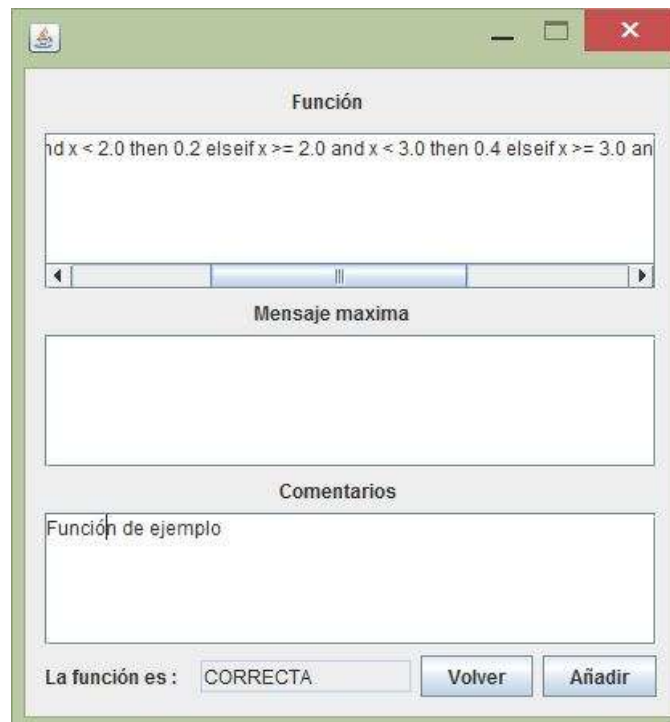 Función
x < 2.0 then 0.2 elseif x >= 2.0 and x < 3.0 then 0.4 elseif x >= 3.0 an
Mensaje maxima
Comentarios
Función de ejemplo
La función es : CORRECTA Volver Añadir